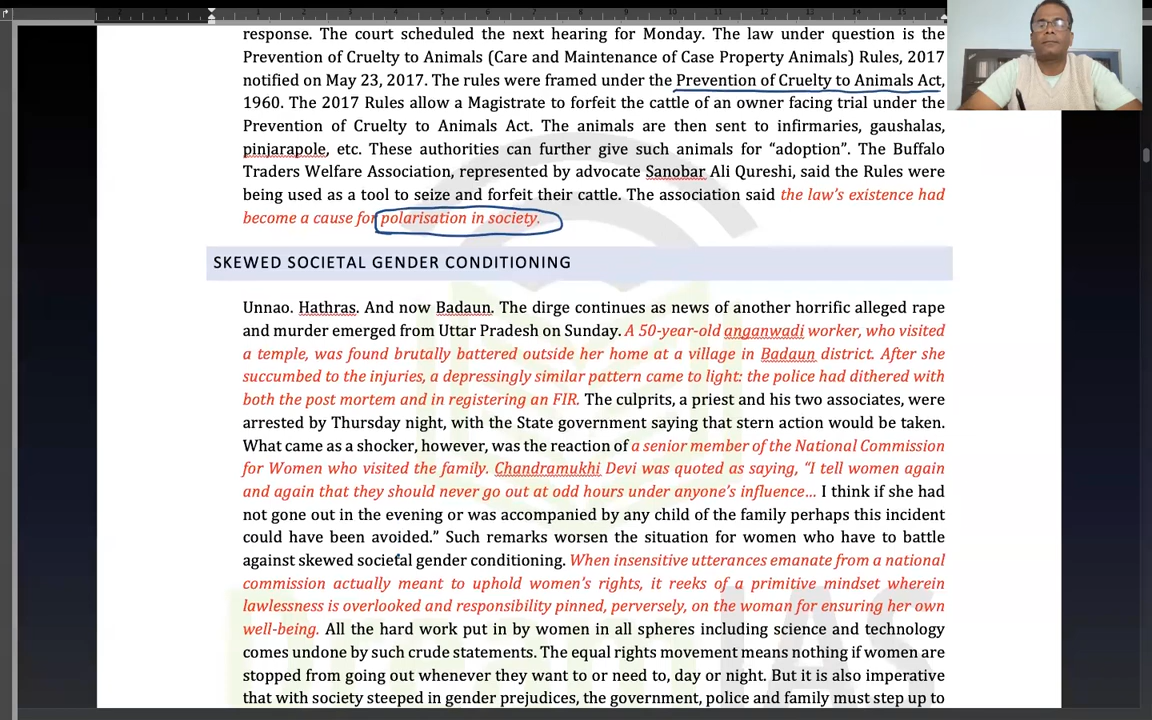 response. The court scheduled the next hearing for Monday. The law under question is the
Prevention of Cruelty to Animals (Care and Maintenance of Case Property Animals) Rules, 2017
notified on May 23, 2017. The rules were framed under the Prevention of Cruelty to Animals Act,
1960. The 2017 Rules allow a Magistrate to forfeit the cattle of an owner facing trial under the
Prevention of Cruelty to Animals Act. The animals are then sent to infirmaries, gaushalas,
pinjarapole, etc. These authorities can further give such animals for “adoption”. The Buffalo
Traders Welfare Association, represented by advocate Sanobar Ali Qureshi, said the Rules were
being used as a tool to seize and forfeit their cattle. The association said the law’s existence had
become a cause for polarisation in society.
SKEWED SOCIETAL GENDER CONDITIONING
Unnao. Hathras. And now Badaun. The dirge continues as news of another horrific alleged rape
and murder emerged from Uttar Pradesh on Sunday. A 50-year-old anganwadi worker, who visited
a temple, was found brutally battered outside her home at a village in Badaun district. After she
succumbed to the injuries, a depressingly similar pattern came to light: the police had dithered with
both the post mortem and in registering an FIR. The culprits, a priest and his two associates, were
arrested by Thursday night, with the State government saying that stern action would be taken.
What came as a shocker, however, was the reaction of a senior member of the National Commission
for Women who visited the family. Chandramukhi Devi was quoted as saying, “I tell women again
and again that they should never go out at odd hours under anyone’s influence… I think if she had
not gone out in the evening or was accompanied by any child of the family perhaps this incident
could have been avoided.” Such remarks worsen the situation for women who have to battle
against skewed societal gender conditioning. When insensitive utterances emanate from a national
commission actually meant to uphold women’s rights, it reeks of a primitive mindset wherein
lawlessness is overlooked and responsibility pinned, perversely, on the woman for ensuring her own
well-being. All the hard work put in by women in all spheres including science and technology
comes undone by such crude statements. The equal rights movement means nothing if women are
stopped from going out whenever they want to or need to, day or night. But it is also imperative
that with society steeped in gender prejudices, the government, police and family must step up to